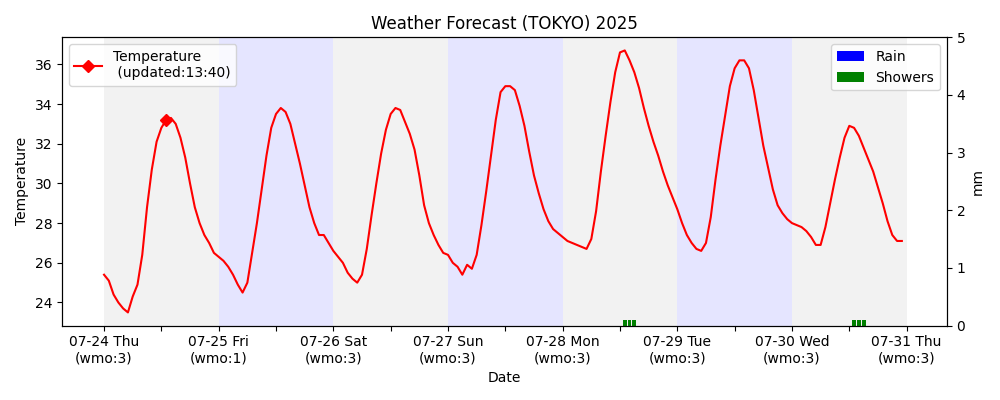 Weather Forecast (TOKYO) 2025
Temperature
(updated:13:40)
Rain
Showers
Temperature
36
34
32
30
28
26
24
5
4
3
2
1
0
mm
07-24 Thu
(wmo:3)
07-25 Fri
(wmo:1)
07-26 Sat
(wmo:3)
07-27 Sun
(wmo:3)
07-28 Mon
(wmo:3)
07-29 Tue
(wmo:3)
07-30 Wed
(wmo:3)
07-31 Thu
(wmo:3)
Date